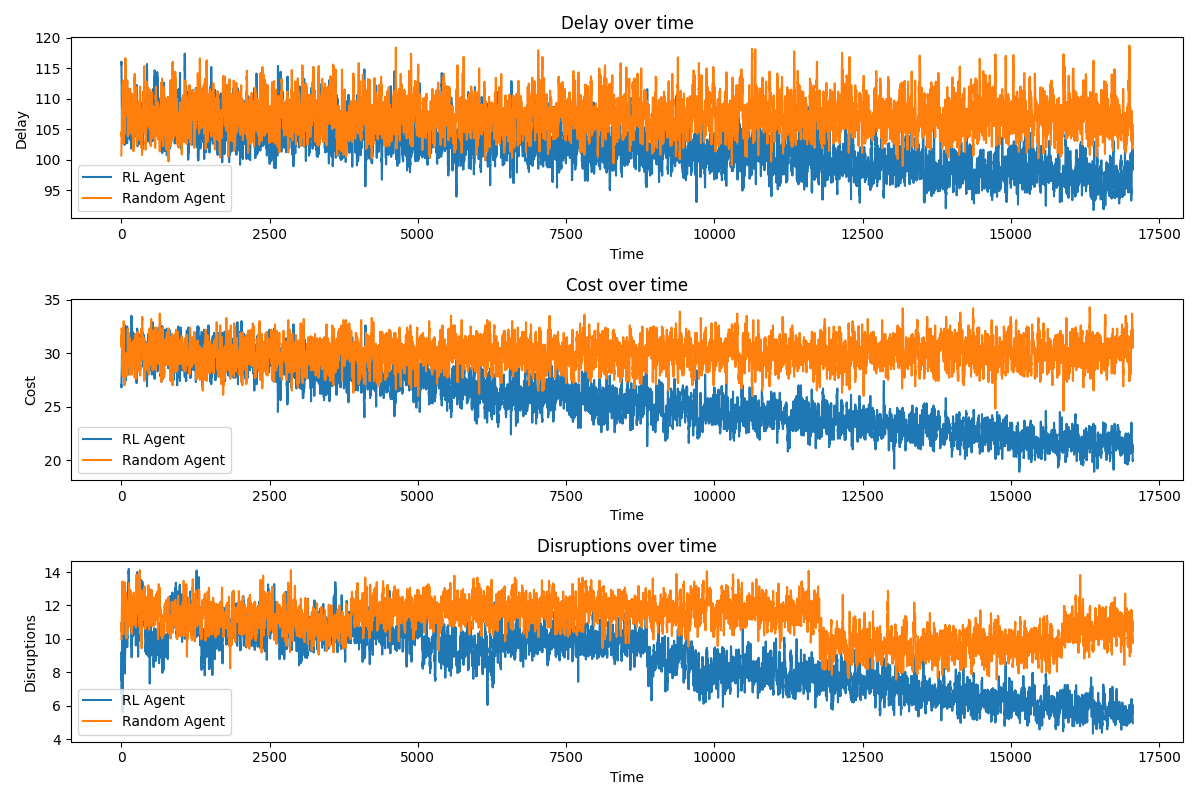 Delay over time
120
115
110
105
100
95
Delay
RL Agent
Random Agent
0 2500 5000 7500 10000 12500 15000 17500
Time
Cost over time
35
30
25
20
Cost
RL Agent
Random Agent
0 2500 5000 7500 10000 12500 15000 17500
Time
Disruptions over time
14
12
10
8
6
4
Disruptions
RL Agent
Random Agent
0 2500 5000 7500 10000 12500 15000 17500
Time